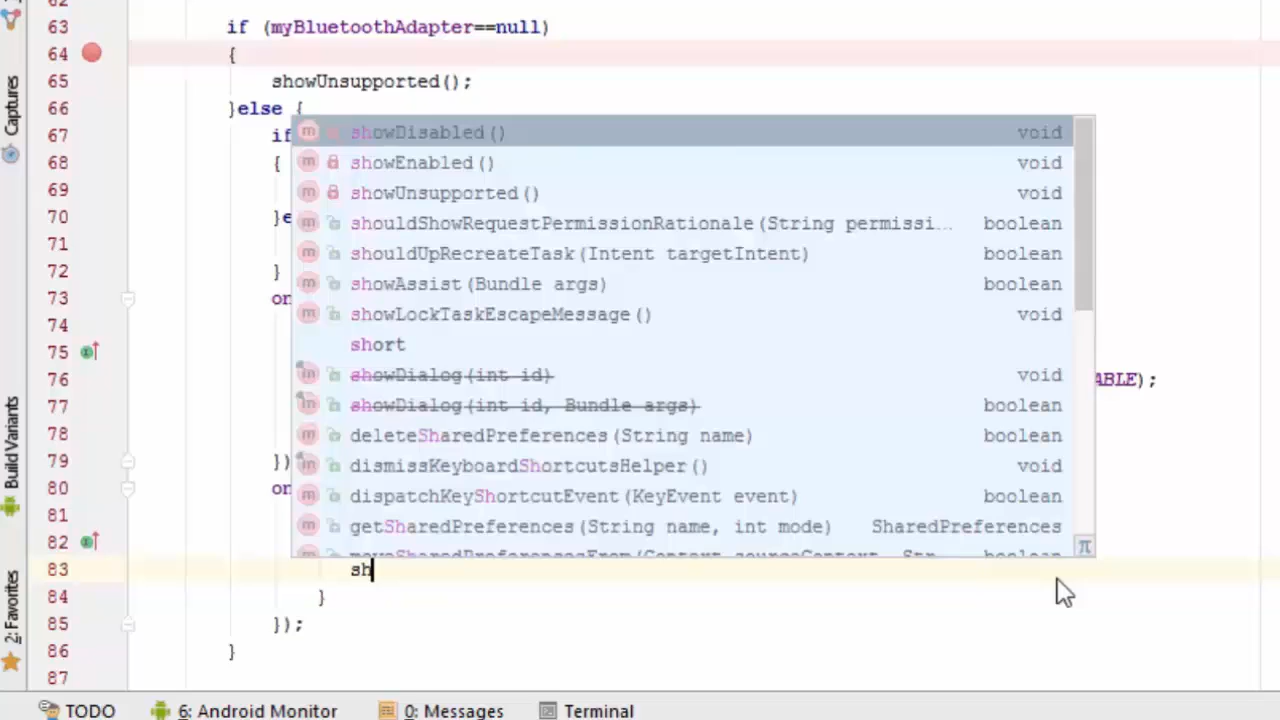 62
63 if (myBluetoothAdapter==null)
64 {
65 showUnsupported();
66 }else {
67 if
68 {
69
70 }e
71
72 }
73 on
74
75
76 ABLE);
77
78
79 })
80 on
81
82
83 sh
84 }
85 });
86 }
87
showDisabled() void
showEnabled() void
showUnsupported() void
shouldShowRequestPermissionRationale(String permissi... boolean
shouldUpRecreateTask(Intent targetIntent) boolean
showAssist(Bundle args) boolean
showLockTaskEscapeMessage() void
short
showDialog(int id) void
showDialog(int id, Bundle args) boolean
deleteSharedPreferences(String name) boolean
dismissKeyboardShortcutsHelper() void
dispatchKeyShortcutEvent(KeyEvent event) boolean
getSharedPreferences(String name, int mode) SharedPreferences
moveSharedPreferencesFrom(Context sourceContext, Str... boolean
π
Captures
Build Variants
2: Favorites
TODO 6: Android Monitor 0: Messages Terminal